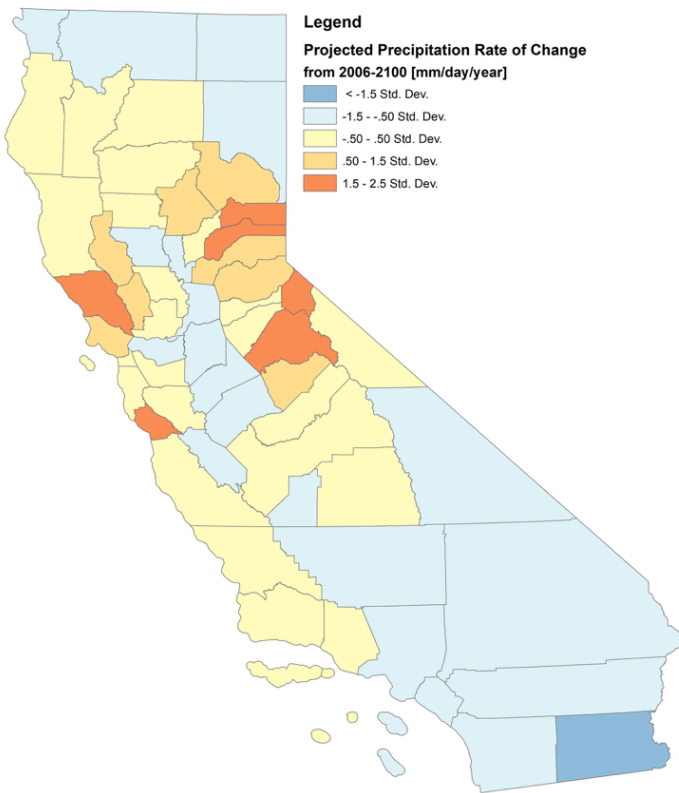 Legend
Projected Precipitation Rate of Change
from 2006-2100 [mm/day/year]
< -1.5 Std. Dev.
-1.5 - -.50 Std. Dev.
-.50 - .50 Std. Dev.
.50 - 1.5 Std. Dev.
1.5 - 2.5 Std. Dev.